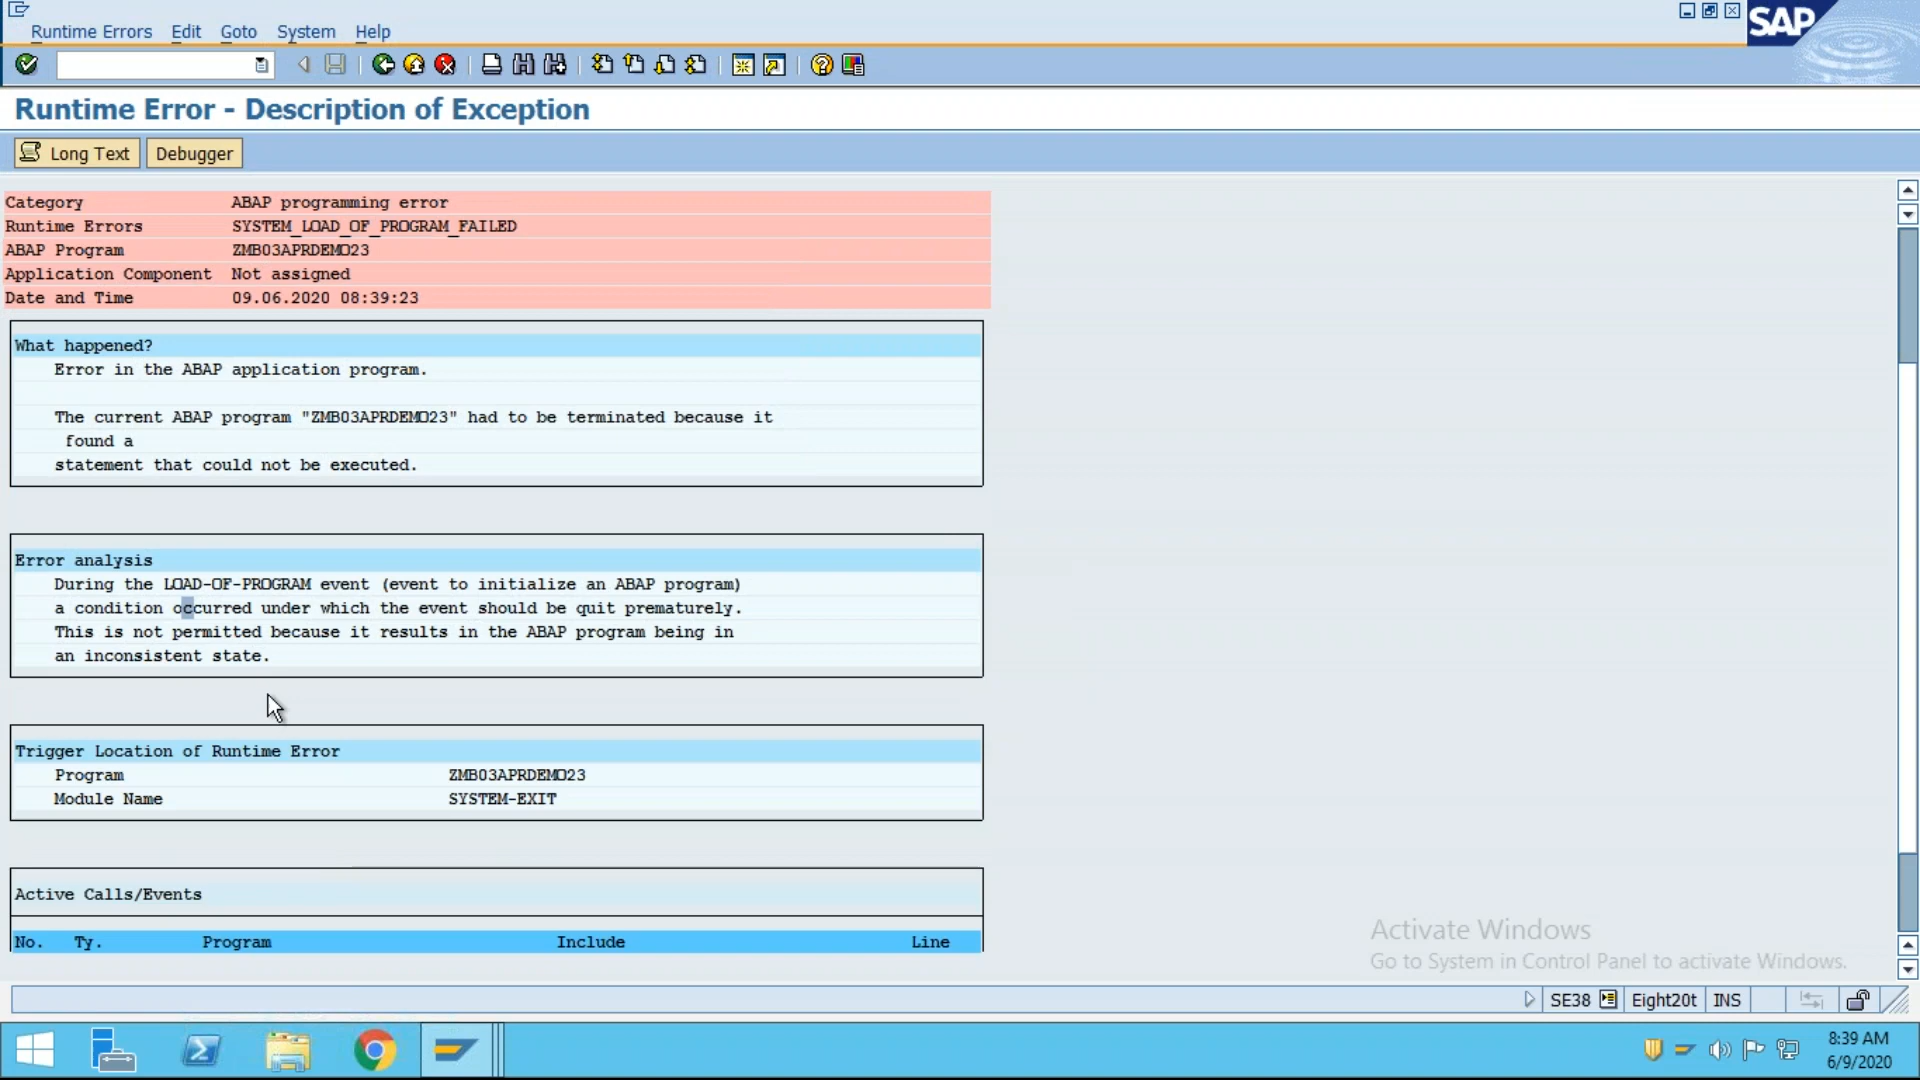 Runtime Errors Edit Goto System Help
SAP
Runtime Error - Description of Exception
Long Text Debugger
Category ABAP programming error
Runtime Errors SYSTEM_LOAD_OF_PROGRAM_FAILED
ABAP Program ZMB03APRDEMO23
Application Component Not assigned
Date and Time 09.06.2020 08:39:23
What happened?
Error in the ABAP application program.
The current ABAP program "ZMB03APRDEMO23" had to be terminated because it
found a
statement that could not be executed.
Error analysis
During the LOAD-OF-PROGRAM event (event to initialize an ABAP program)
a condition occurred under which the event should be quit prematurely.
This is not permitted because it results in the ABAP program being in
an inconsistent state.
Trigger Location of Runtime Error
Program ZMB03APRDEMO23
Module Name SYSTEM-EXIT
Active Calls/Events
No. Ty. Program Include Line
Activate Windows
Go to System in Control Panel to activate Windows.
SE38 Eight20t INS
8:39 AM
6/9/2020